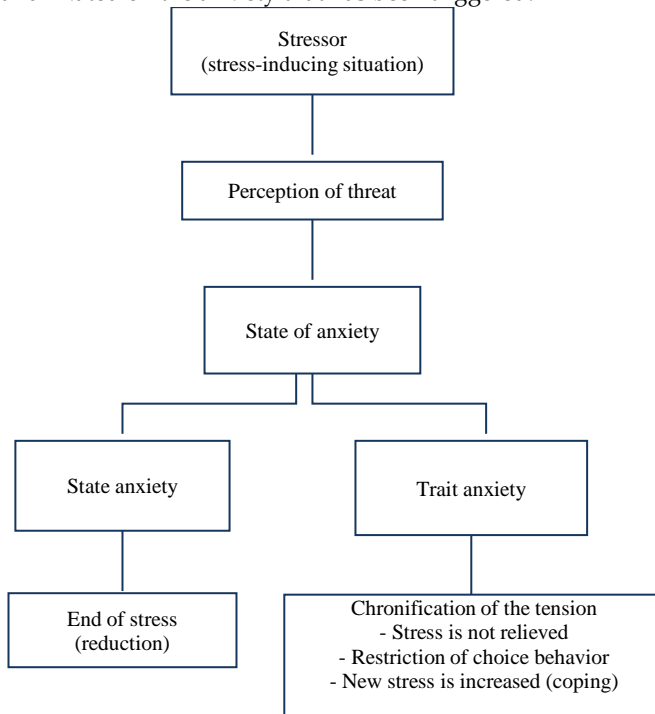 Stressor
(stress-inducing situation)
Perception of threat
State of anxiety
State anxiety
Trait anxiety
End of stress
(reduction)
Chronification of the tension
- Stress is not relieved
- Restriction of choice behavior
- New stress is increased (coping)